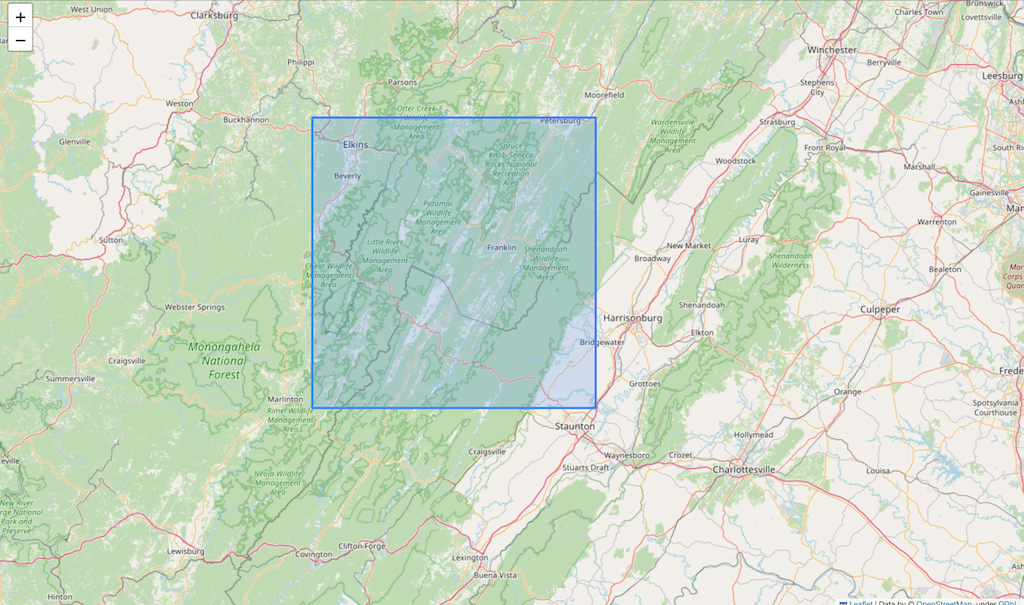 +
−
West Union
Clarksburg
Charles Town
Brunswick
Lovettsville
Winchester
Berryville
Philippi
Parsons
Stephens
City
Leesburg
Weston
Moorefield
Otter Creek
Wildlife
Management
Area
Buckhannon
Petersburg
Wardensville
Wildlife
Management
Area
Strasburg
Glenville
Elkins
Spruce
Knob-Seneca
Rocks National
Recreation
Area
Front Royal
Woodstock
Marshall
Beverly
Gainesville
Potomac
Wildlife
Management
Area
Warrenton
Sutton
Little River
Wildlife
Management
Area
Franklin
Shenandoah
Wildlife
Management
Area
New Market
Luray
Broadway
Shenandoah
Wilderness
Bealeton
Cheat Wildlife
Management
Area
Webster Springs
Shenandoah
Culpeper
Harrisonburg
Elkton
Bridgewater
Monongahela
National
Forest
Craigsville
Summersville
Grottoes
Orange
Marlinton
Rimel Wildlife
Management
Area
Spotsylvania
Courthouse
Staunton
Hollymead
Craigsville
Waynesboro
Crozet
Stuarts Draft
Charlottesville
Louisa
Neola Wildlife
Management
Area
New River
Park and
Preserve
Lewisburg
Covington
Clifton Forge
Lexington
Buena Vista
Hinton
Leaflet | Data by © OpenStreetMap, under ODbL